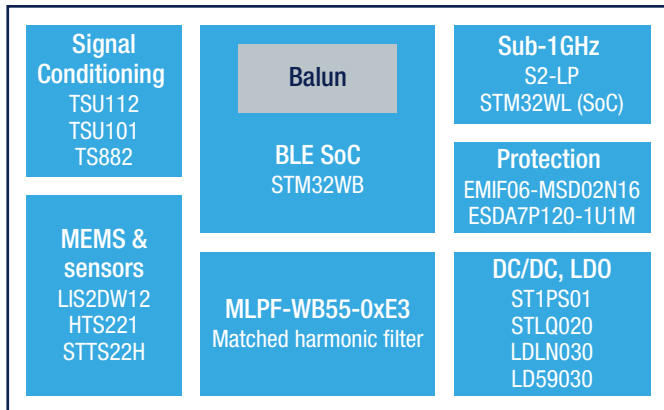 Signal
Conditioning
TSU112
TSU101
TS882
MEMS &
sensors
LIS2DW12
HTS221
STTS22H
Balun
BLE SoC
STM32WB
MLPF-WB55-0xE3
Matched harmonic filter
Sub-1GHz
S2-LP
STM32WL (SoC)
Protection
EMIF06-MSD02N16
ESDA7P120-1U1M
DC/DC, LDO
ST1PS01
STLQ020
LDLN030
LD59030